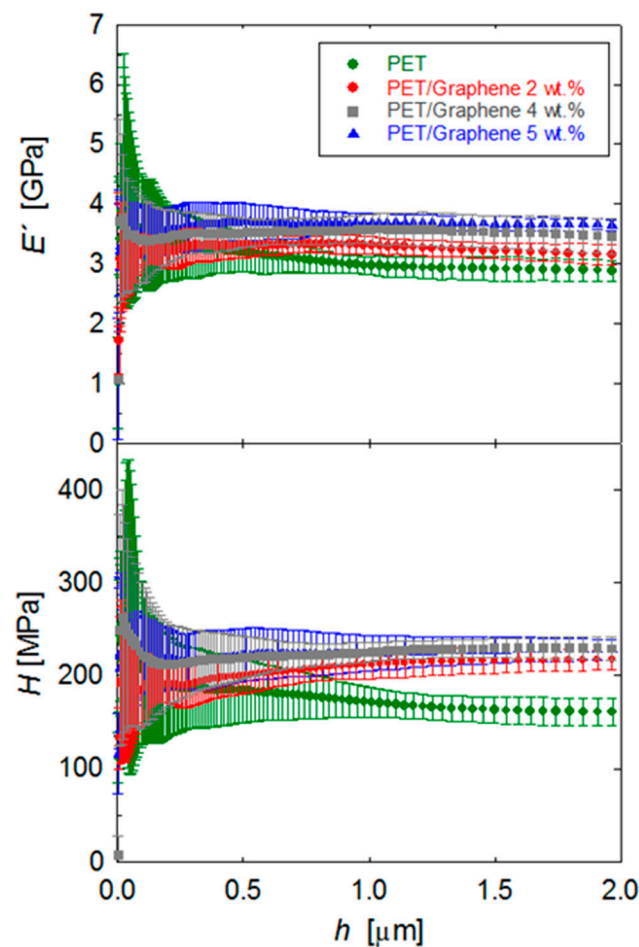 7
6
5
4
3
2
1
0
E´ [GPa]
PET
PET/Graphene 2 wt.%
PET/Graphene 4 wt.%
PET/Graphene 5 wt.%
400
300
200
100
0
H [MPa]
0.0 0.5 1.0 1.5 2.0
h [μm]